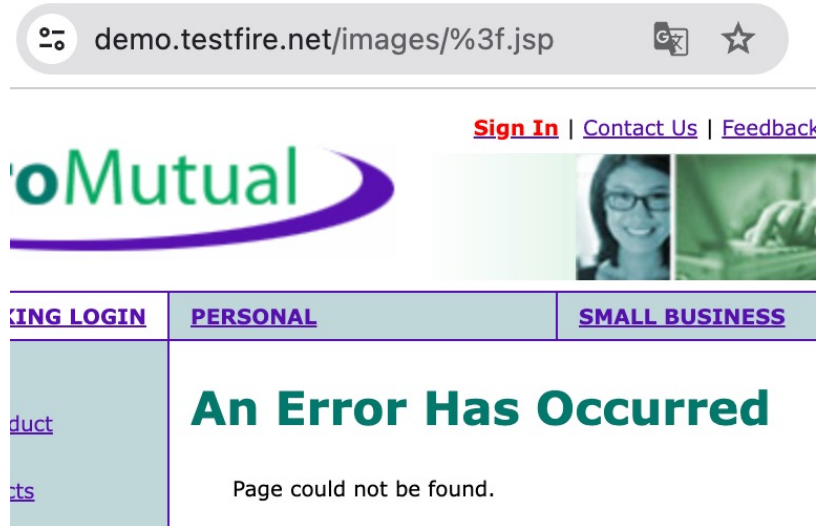 demo.testfire.net/images/%3f.jsp
Sign In | Contact Us | Feedback
oMutual
KING LOGIN
PERSONAL
SMALL BUSINESS
An Error Has Occurred
duct
Page could not be found.
cts